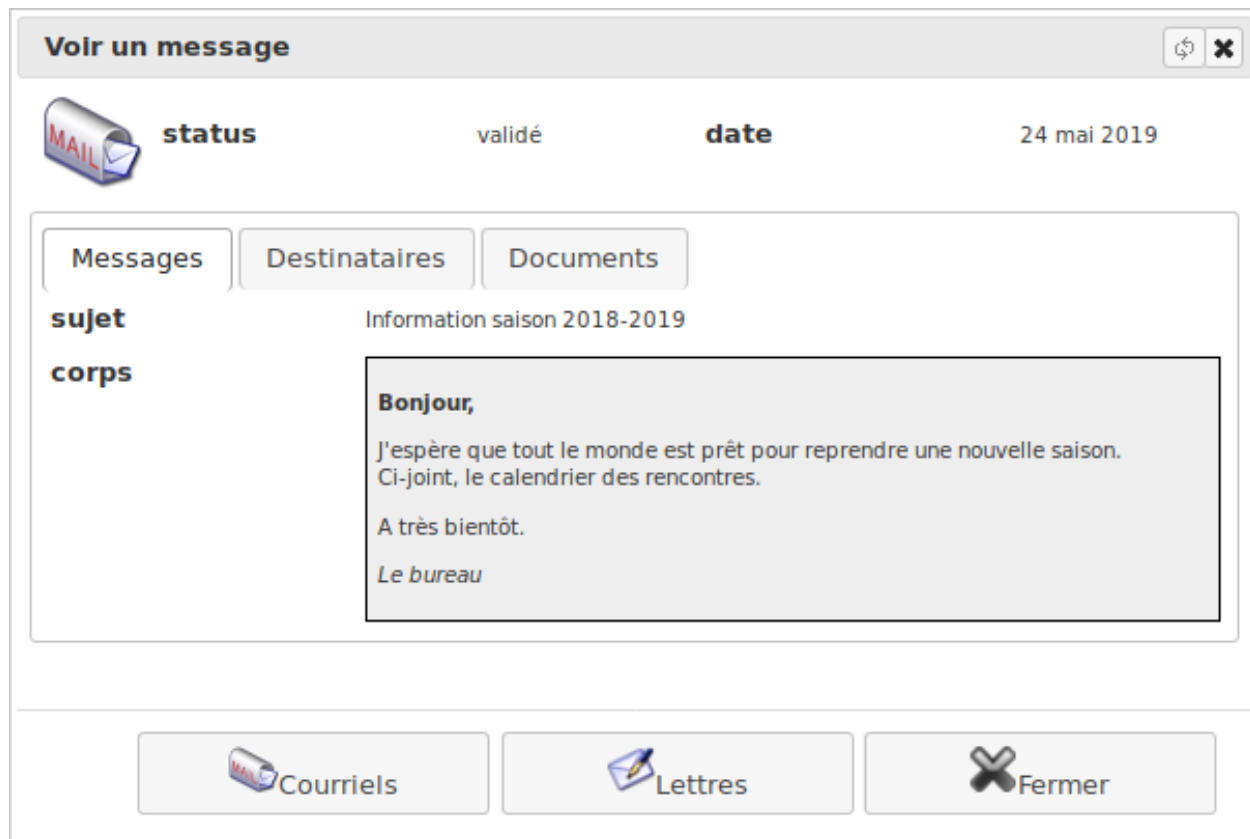 Voir un message
MAIL
status validé date 24 mai 2019
Messages Destinataires Documents
sujet Information saison 2018-2019
corps
Bonjour,
J'espère que tout le monde est prêt pour reprendre une nouvelle saison.
Ci-joint, le calendrier des rencontres.
A très bientôt.
Le bureau
MAIL Courriels Lettres Fermer